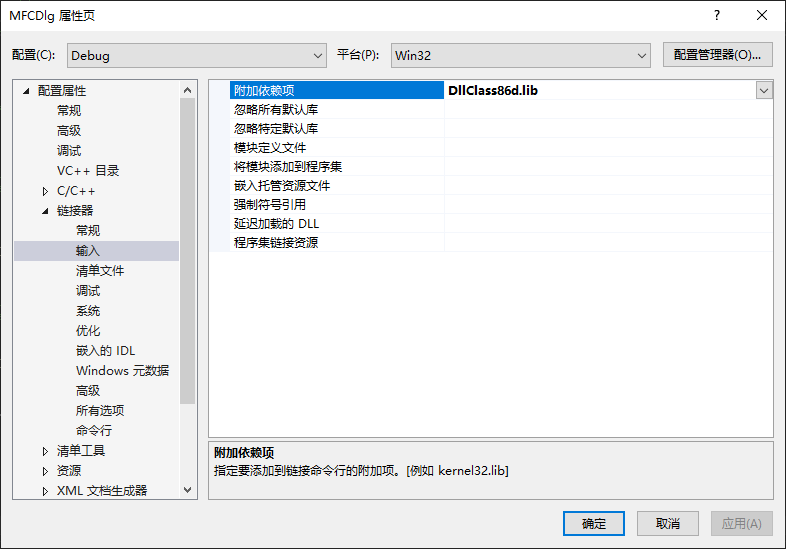 MFCDlg 属性页
配置(C): Debug 平台(P): Win32 配置管理器(O)...
配置属性
常规
高级
调试
VC++ 目录
C/C++
链接器
常规
输入
清单文件
调试
系统
优化
嵌入的 IDL
Windows 元数据
高级
所有选项
命令行
清单工具
资源
XML 文档生成器
附加依赖项 DllClass86d.lib
忽略所有默认库
忽略特定默认库
模块定义文件
将模块添加到程序集
嵌入托管资源文件
强制符号引用
延迟加载的 DLL
程序集链接资源
附加依赖项
指定要添加到链接命令行的附加项。[例如 kernel32.lib]
确定 取消 应用(A)